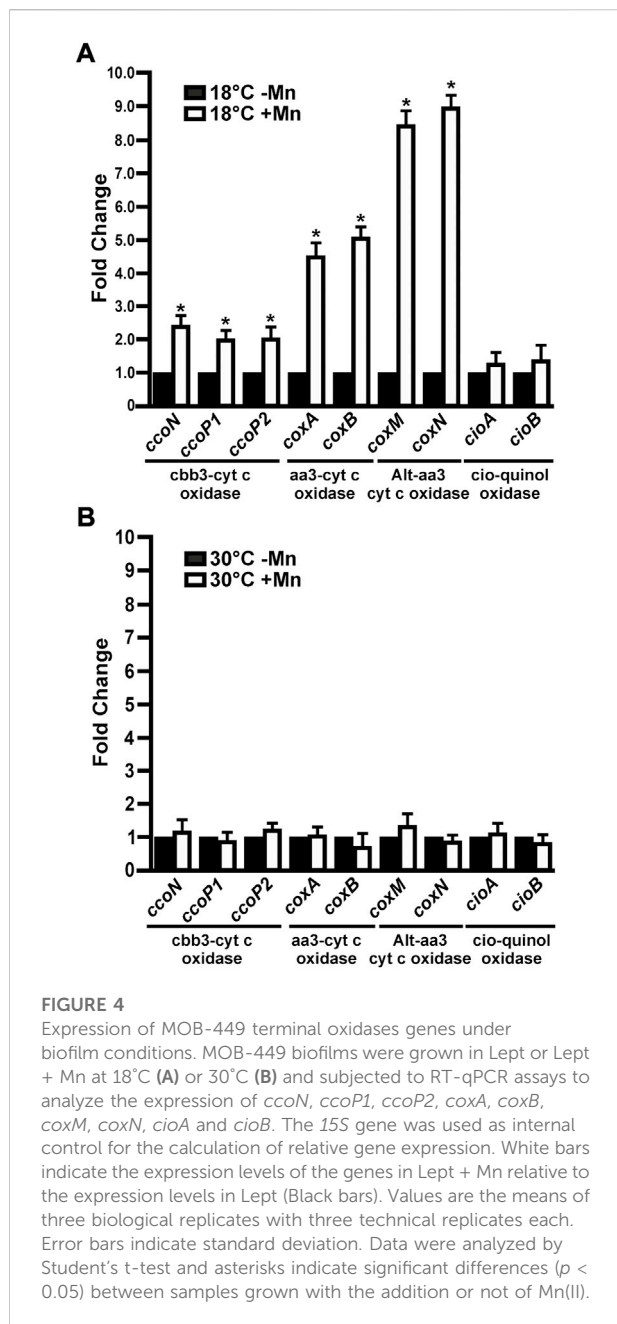 A
10.0
9.0
8.0
7.0
6.0
5.0
4.0
3.0
2.0
1.0
0
Fold Change
18°C -Mn
18°C +Mn
* * * * * * *
ccoN ccoP1 ccoP2 coxA coxB coxM coxN cioA cioB
cbb3-cyt c oxidase
aa3-cyt c oxidase
Alt-aa3 cyt c oxidase
cio-quinol oxidase
B
10
9
8
7
6
5
4
3
2
1
0
Fold Change
30°C -Mn
30°C +Mn
ccoN ccoP1 ccoP2 coxA coxB coxM coxN cioA cioB
cbb3-cyt c oxidase
aa3-cyt c oxidase
Alt-aa3 cyt c oxidase
cio-quinol oxidase
FIGURE 4
Expression of MOB-449 terminal oxidases genes under
biofilm conditions. MOB-449 biofilms were grown in Lept or Lept
+ Mn at 18°C (A) or 30°C (B) and subjected to RT-qPCR assays to
analyze the expression of ccoN, ccoP1, ccoP2, coxA, coxB,
coxM, coxN, cioA and cioB. The 15S gene was used as internal
control for the calculation of relative gene expression. White bars
indicate the expression levels of the genes in Lept + Mn relative to
the expression levels in Lept (Black bars). Values are the means of
three biological replicates with three technical replicates each.
Error bars indicate standard deviation. Data were analyzed by
Student's t-test and asterisks indicate significant differences (p <
0.05) between samples grown with the addition or not of Mn(II).